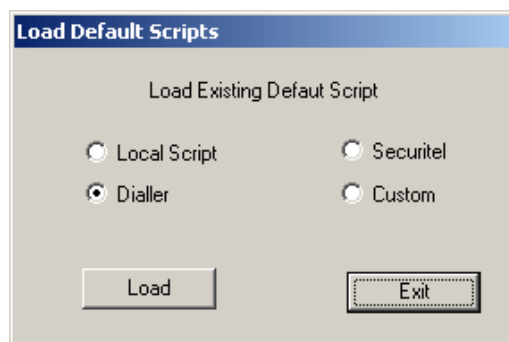 Load Default Scripts
Load Existing Defaut Script
Local Script
Securitel
Dialler
Custom
Load
Exit